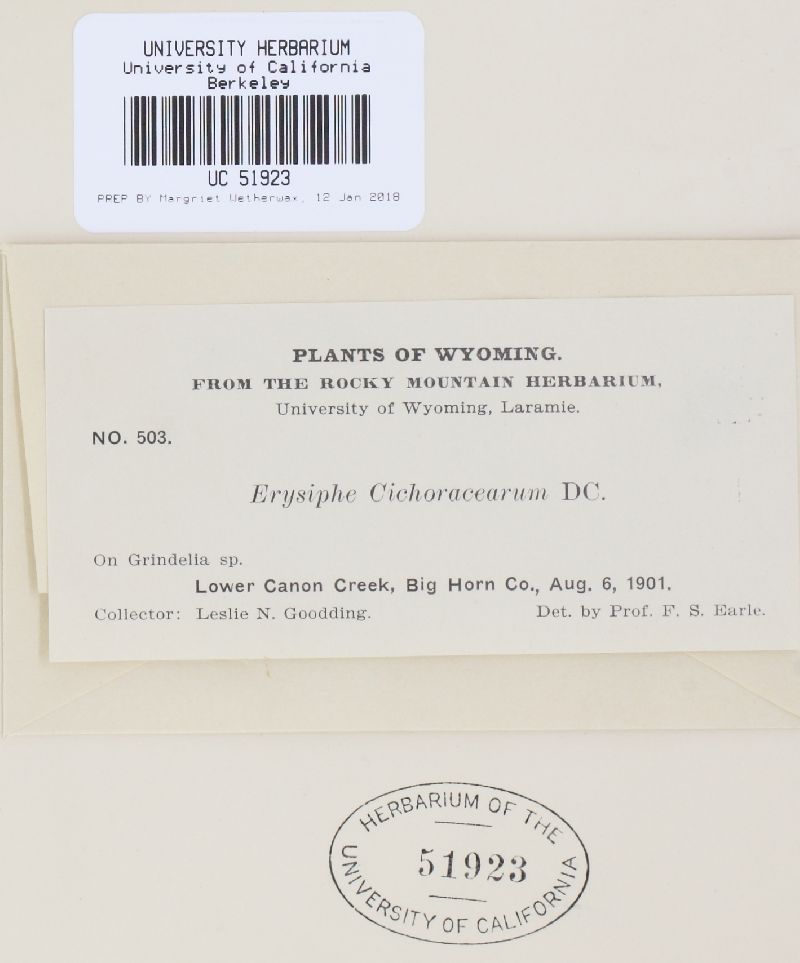 UNIVERSITY HERBARIUM
University of California
Berkeley
UC 51923
PREP BY Margriet Wetherwax, 12 Jan 2018
PLANTS OF WYOMING.
FROM THE ROCKY MOUNTAIN HERBARIUM,
University of Wyoming, Laramie.
NO. 503.
Erysiphe Cichoracearum DC.
On Grindelia sp.
Lower Canon Creek, Big Horn Co., Aug. 6, 1901.
Collector: Leslie N. Goodding. Det. by Prof. F. S. Earle.
HERBARIUM OF THE
51923
UNIVERSITY OF CALIFORNIA